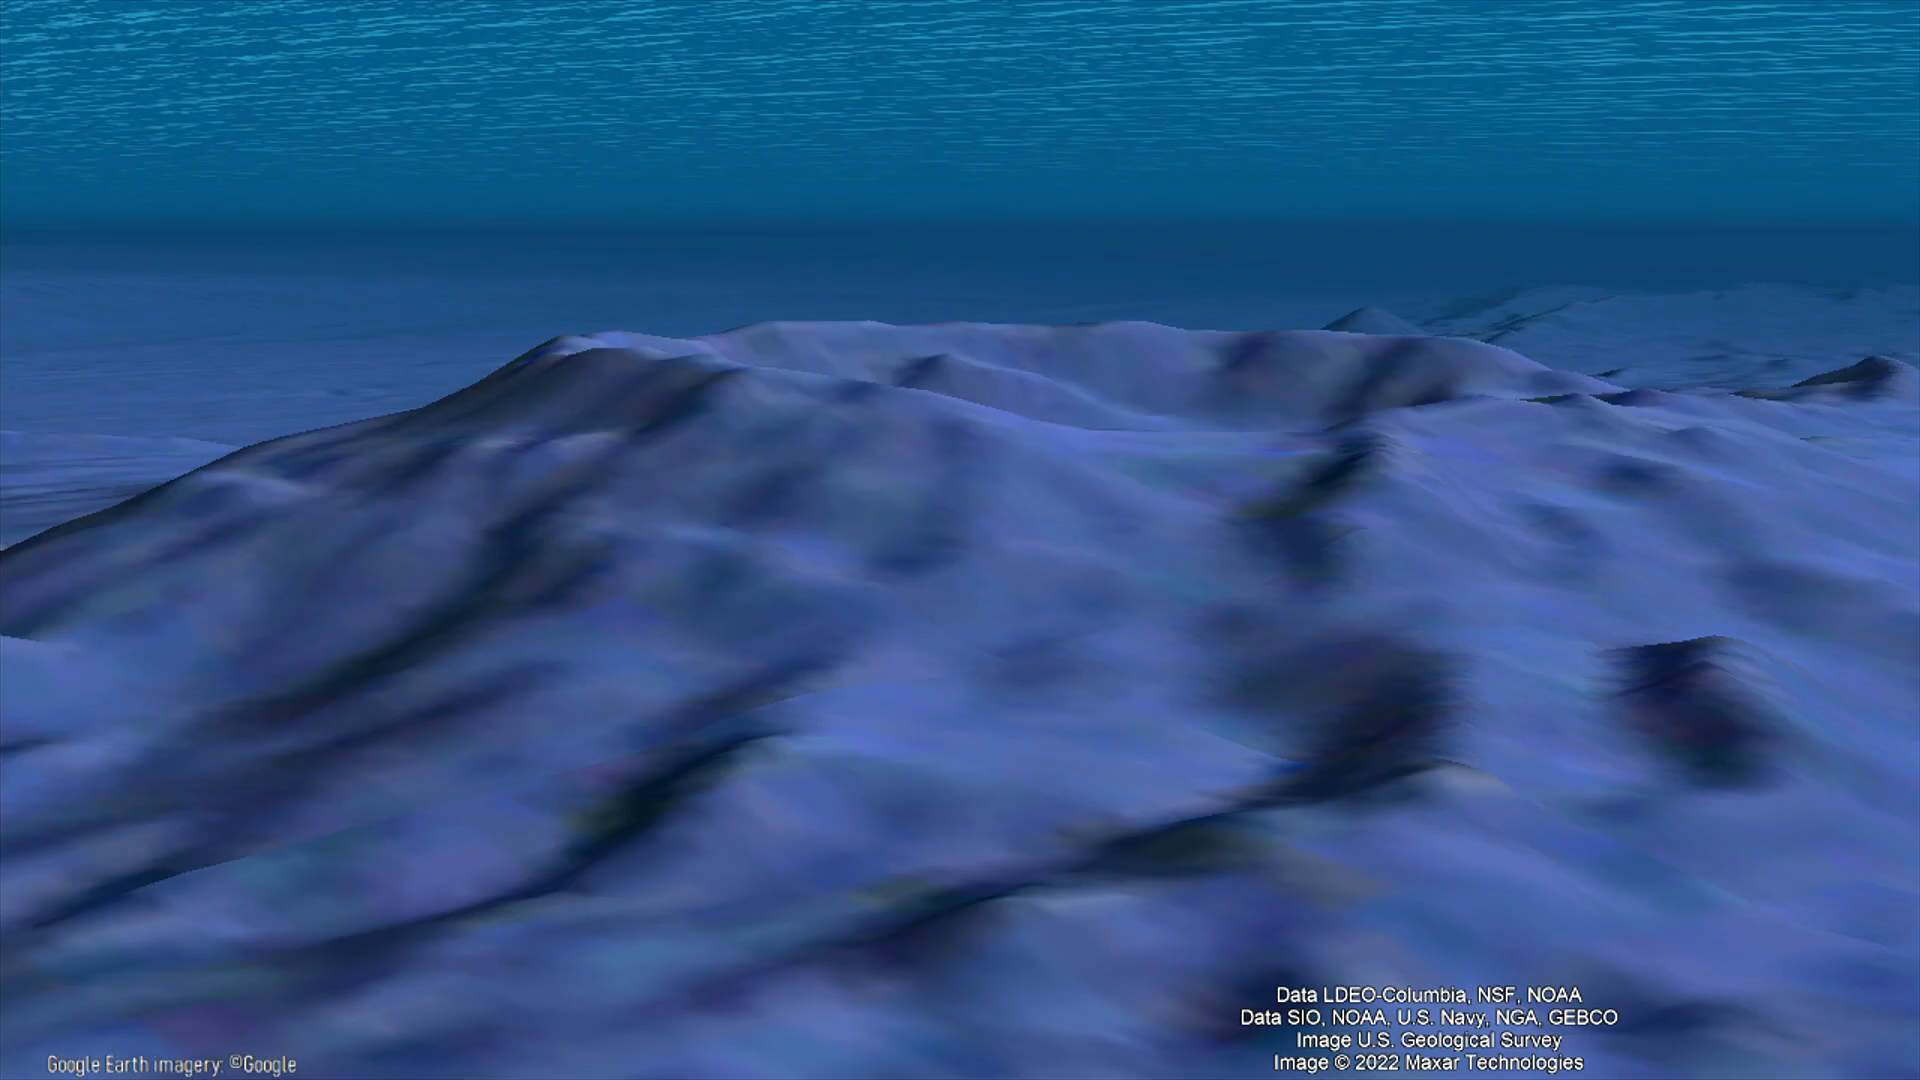 Data LDEO-Columbia, NSF, NOAA
Data SIO, NOAA, U.S. Navy, NGA, GEBCO
Image U.S. Geological Survey
Image © 2022 Maxar Technologies
Google Earth imagery: ©Google